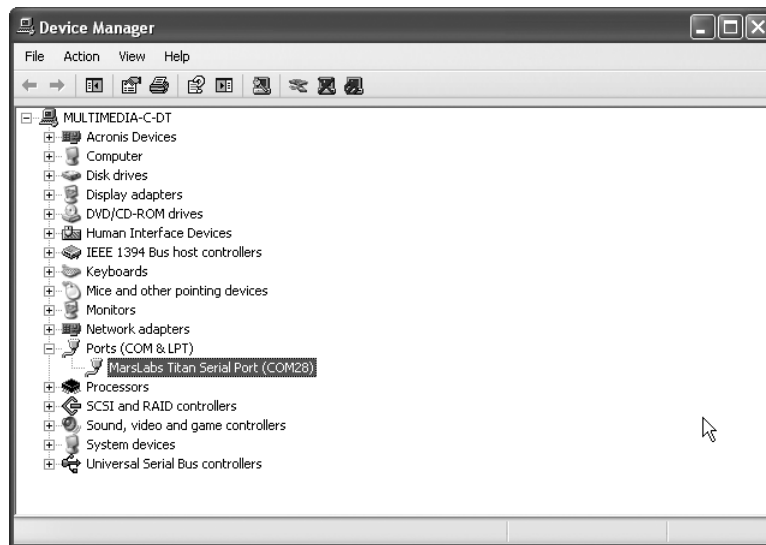 Device Manager
File Action View Help
MULTIMEDIA-C-DT
Acronis Devices
Computer
Disk drives
Display adapters
DVD/CD-ROM drives
Human Interface Devices
IEEE 1394 Bus host controllers
Keyboards
Mice and other pointing devices
Monitors
Network adapters
Ports (COM & LPT)
MarsLabs Titan Serial Port (COM28)
Processors
SCSI and RAID controllers
Sound, video and game controllers
System devices
Universal Serial Bus controllers